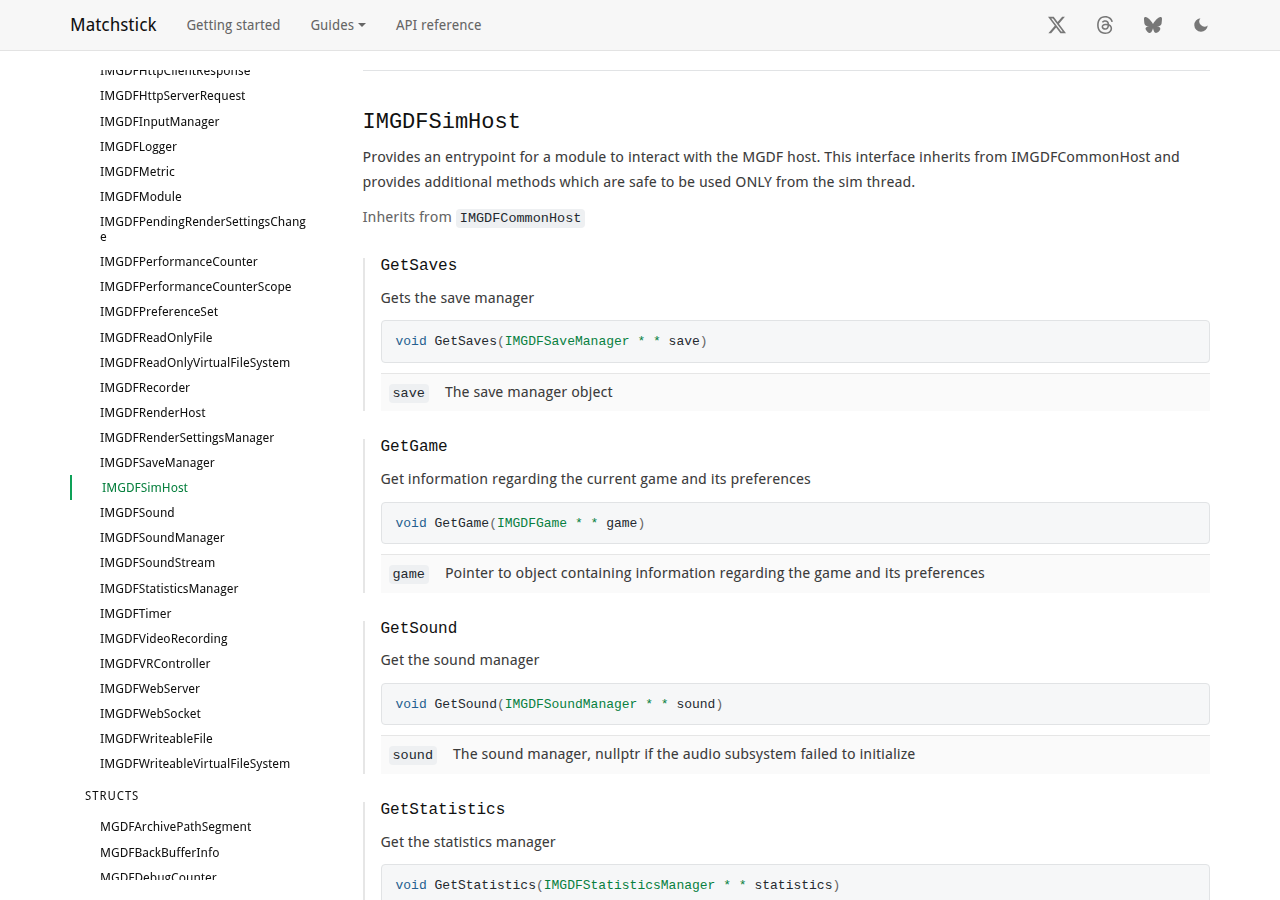 Matchstick
Getting started
Guides
API reference
IMGDFHttpClientResponse
IMGDFHttpServerRequest
IMGDFInputManager
IMGDFLogger
IMGDFMetric
IMGDFModule
IMGDFPendingRenderSettingsChang
e
IMGDFPerformanceCounter
IMGDFPerformanceCounterScope
IMGDFPreferenceSet
IMGDFReadOnlyFile
IMGDFReadOnlyVirtualFileSystem
IMGDFRecorder
IMGDFRenderHost
IMGDFRenderSettingsManager
IMGDFSaveManager
IMGDFSimHost
IMGDFSound
IMGDFSoundManager
IMGDFSoundStream
IMGDFStatisticsManager
IMGDFTimer
IMGDFVideoRecording
IMGDFVRController
IMGDFWebServer
IMGDFWebSocket
IMGDFWriteableFile
IMGDFWriteableVirtualFileSystem
STRUCTS
MGDFArchivePathSegment
MGDFBackBufferInfo
MGDFDebugCounter
IMGDFSimHost
Provides an entrypoint for a module to interact with the MGDF host. This interface inherits from IMGDFCommonHost and
provides additional methods which are safe to be used ONLY from the sim thread.
Inherits from IMGDFCommonHost
GetSaves
Gets the save manager
void GetSaves(IMGDFSaveManager * * save)
save The save manager object
GetGame
Get information regarding the current game and its preferences
void GetGame(IMGDFGame * * game)
game Pointer to object containing information regarding the game and its preferences
GetSound
Get the sound manager
void GetSound(IMGDFSoundManager * * sound)
sound The sound manager, nullptr if the audio subsystem failed to initialize
GetStatistics
Get the statistics manager
void GetStatistics(IMGDFStatisticsManager * * statistics)